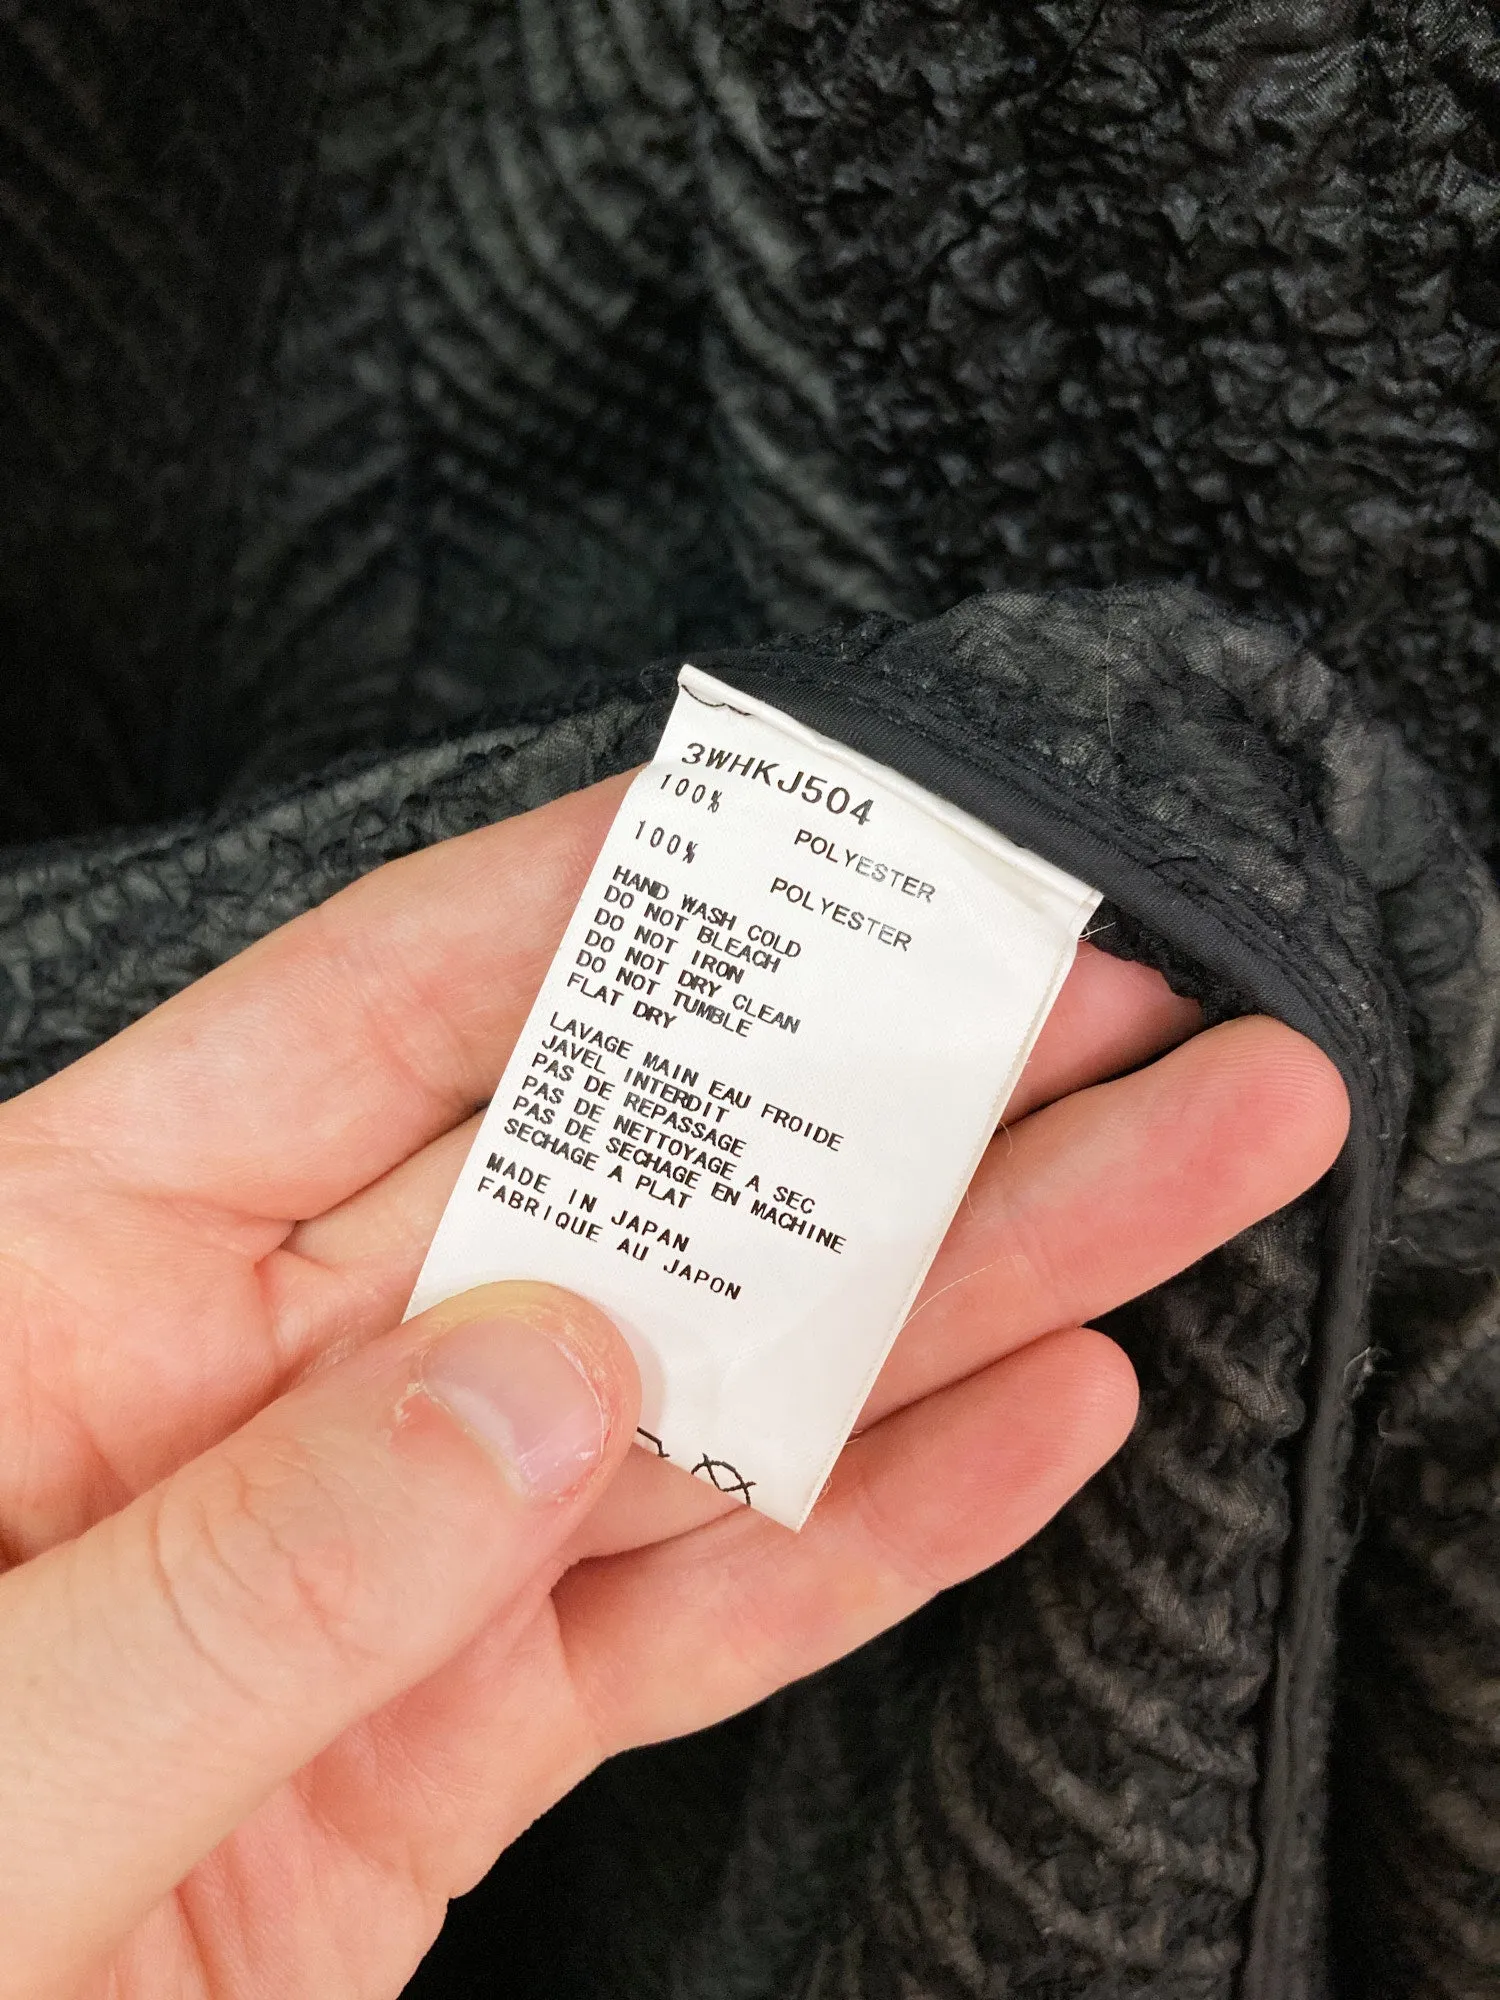 3WHKJ504
100% POLYESTER
100% POLYESTER
HAND WASH COLD
DO NOT BLEACH
DO NOT IRON
DO NOT DRY CLEAN
DO NOT TUMBLE
FLAT DRY
LAVAGE MAIN EAU FROIDE
JAVEL INTERDIT
PAS DE REPASSAGE
PAS DE NETTOYAGE A SEC
PAS DE SECHAGE EN MACHINE
SECHAGE A PLAT
MADE IN JAPAN
FABRIQUE AU JAPON